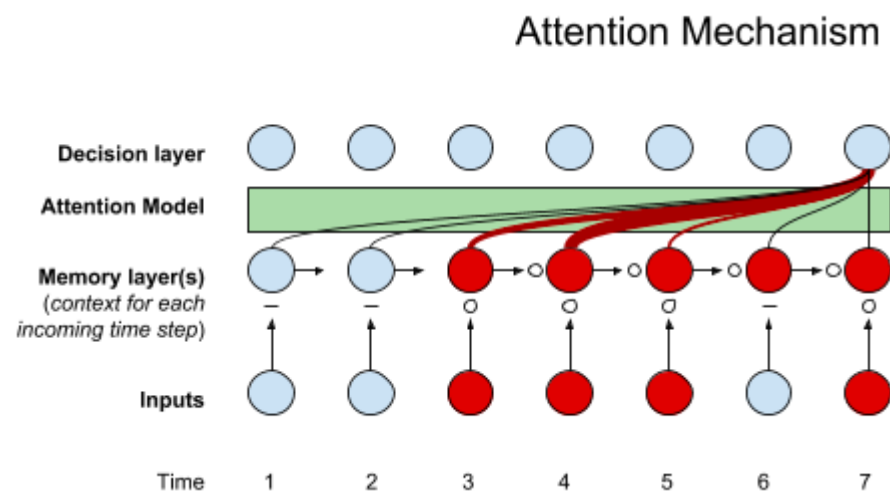 Attention Mechanism
Decision layer
Attention Model
Memory layer(s)
(context for each
incoming time step)
Inputs
Time 1 2 3 4 5 6 7